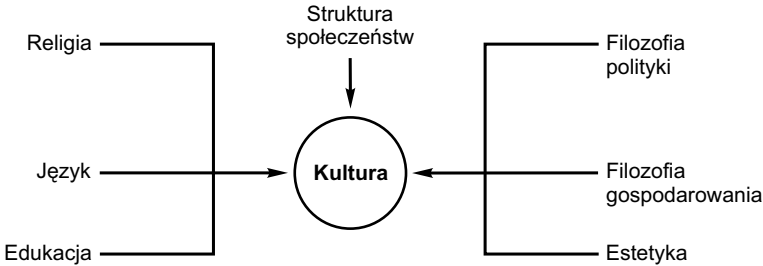 Struktura
społeczeństw
Religia
Język
Edukacja
Kultura
Filozofia
polityki
Filozofia
gospodarowania
Estetyka